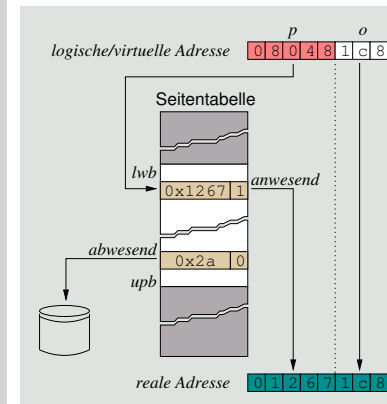 p o
logische/virtuelle Adresse 0 8 0 4 8 1 c 8
Seitentabelle
lwb
0x1267 1 anwesend
abwesend
0x2a 0
upb
reale Adresse 0 1 2 6 7 1 c 8